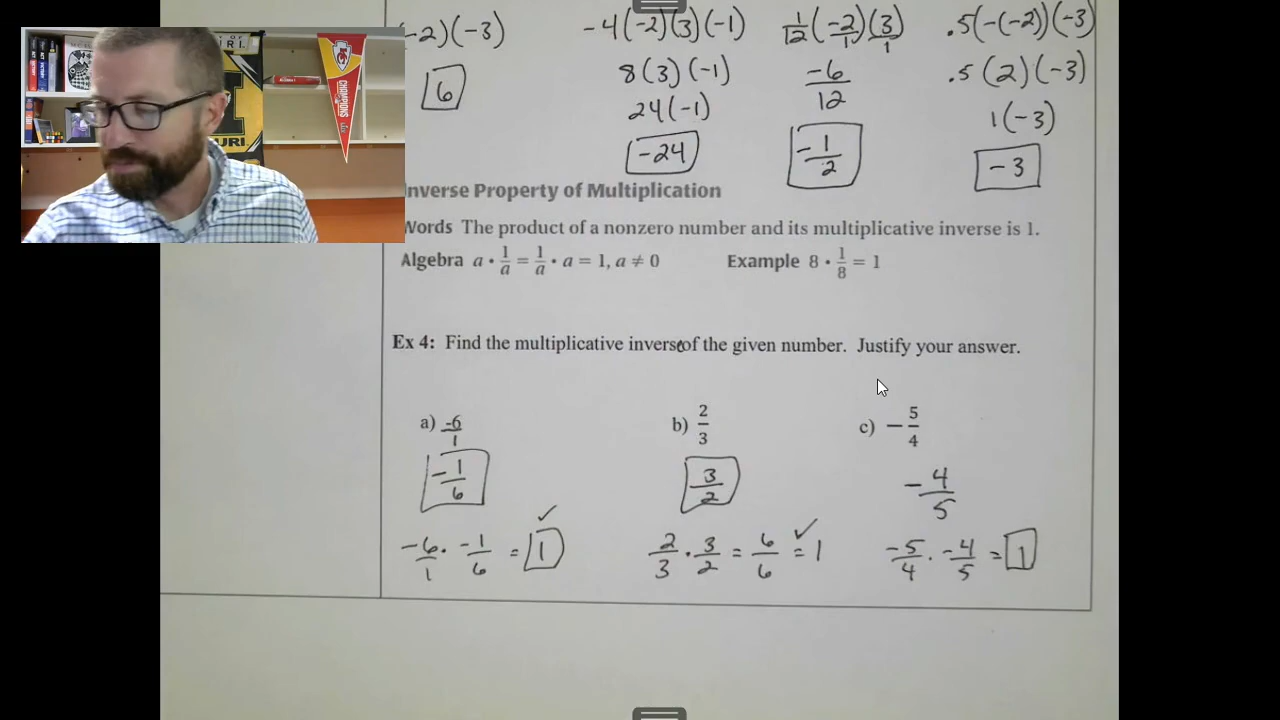 -2)(-3)
6
-4(-2)(3)(-1)
8(3)(-1)
24(-1)
-24
1/12(-2/1)(3/1)
-6/12
-1/2
.5(-(-2))(-3)
.5(2)(-3)
1(-3)
-3
Inverse Property of Multiplication
Words The product of a nonzero number and its multiplicative inverse is 1.
Algebra a · 1/a = 1/a · a = 1, a ≠ 0 Example 8 · 1/8 = 1
Ex 4: Find the multiplicative inverse of the given number. Justify your answer.
a) -6/1
-1/6
-6/1 · -1/6 = 1 ✓
b) 2/3
3/2
2/3 · 3/2 = 6/6 = 1 ✓
c) -5/4
-4/5
-5/4 · -4/5 = 1
CHAMPIONS
URI